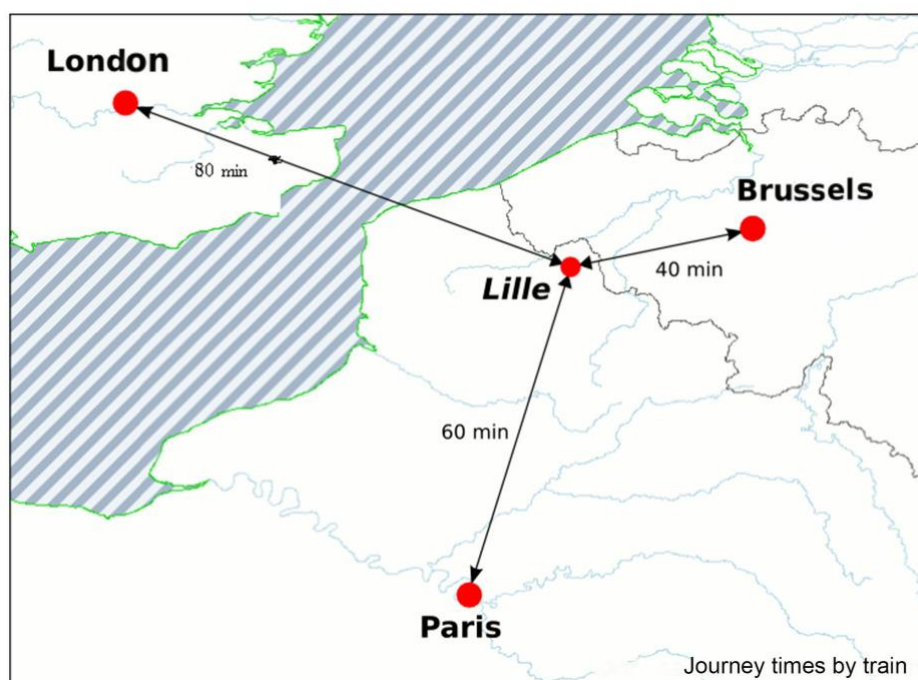 London
80 min
Brussels
40 min
Lille
60 min
Paris
Journey times by train